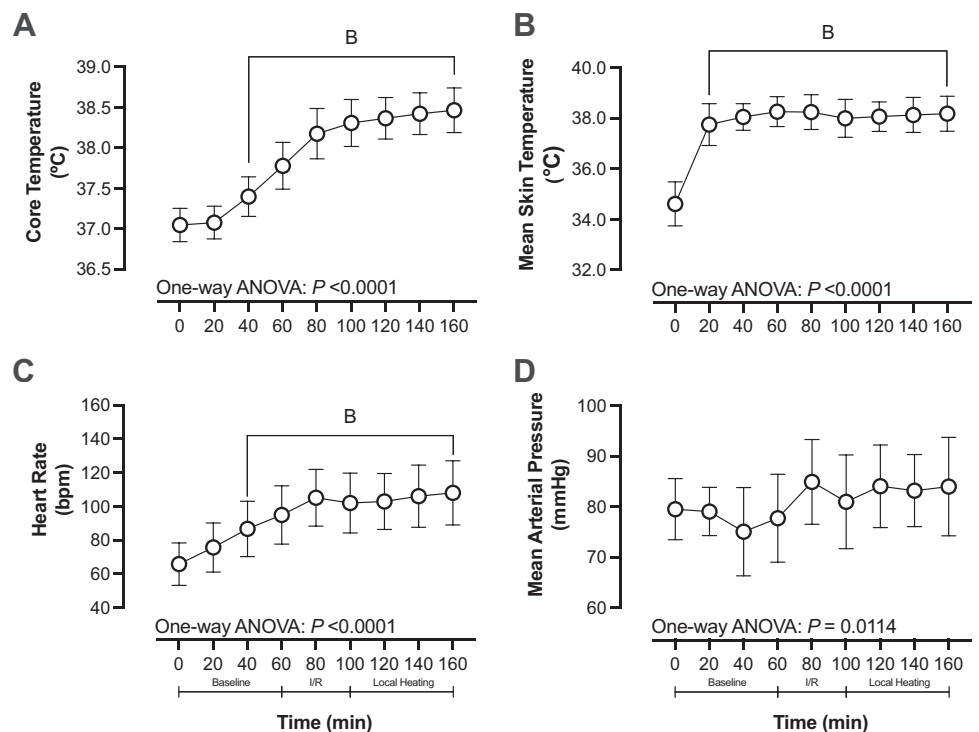 A
B
Core Temperature
(°C)
39.0
38.5
38.0
37.5
37.0
36.5
One-way ANOVA: P <0.0001
0 20 40 60 80 100 120 140 160
B
B
Mean Skin Temperature
(°C)
40.0
38.0
36.0
34.0
32.0
One-way ANOVA: P <0.0001
0 20 40 60 80 100 120 140 160
C
B
Heart Rate
(bpm)
160
140
120
100
80
60
40
One-way ANOVA: P <0.0001
0 20 40 60 80 100 120 140 160
Baseline I/R Local Heating
Time (min)
D
Mean Arterial Pressure
(mmHg)
100
90
80
70
60
One-way ANOVA: P = 0.0114
0 20 40 60 80 100 120 140 160
Baseline I/R Local Heating
Time (min)